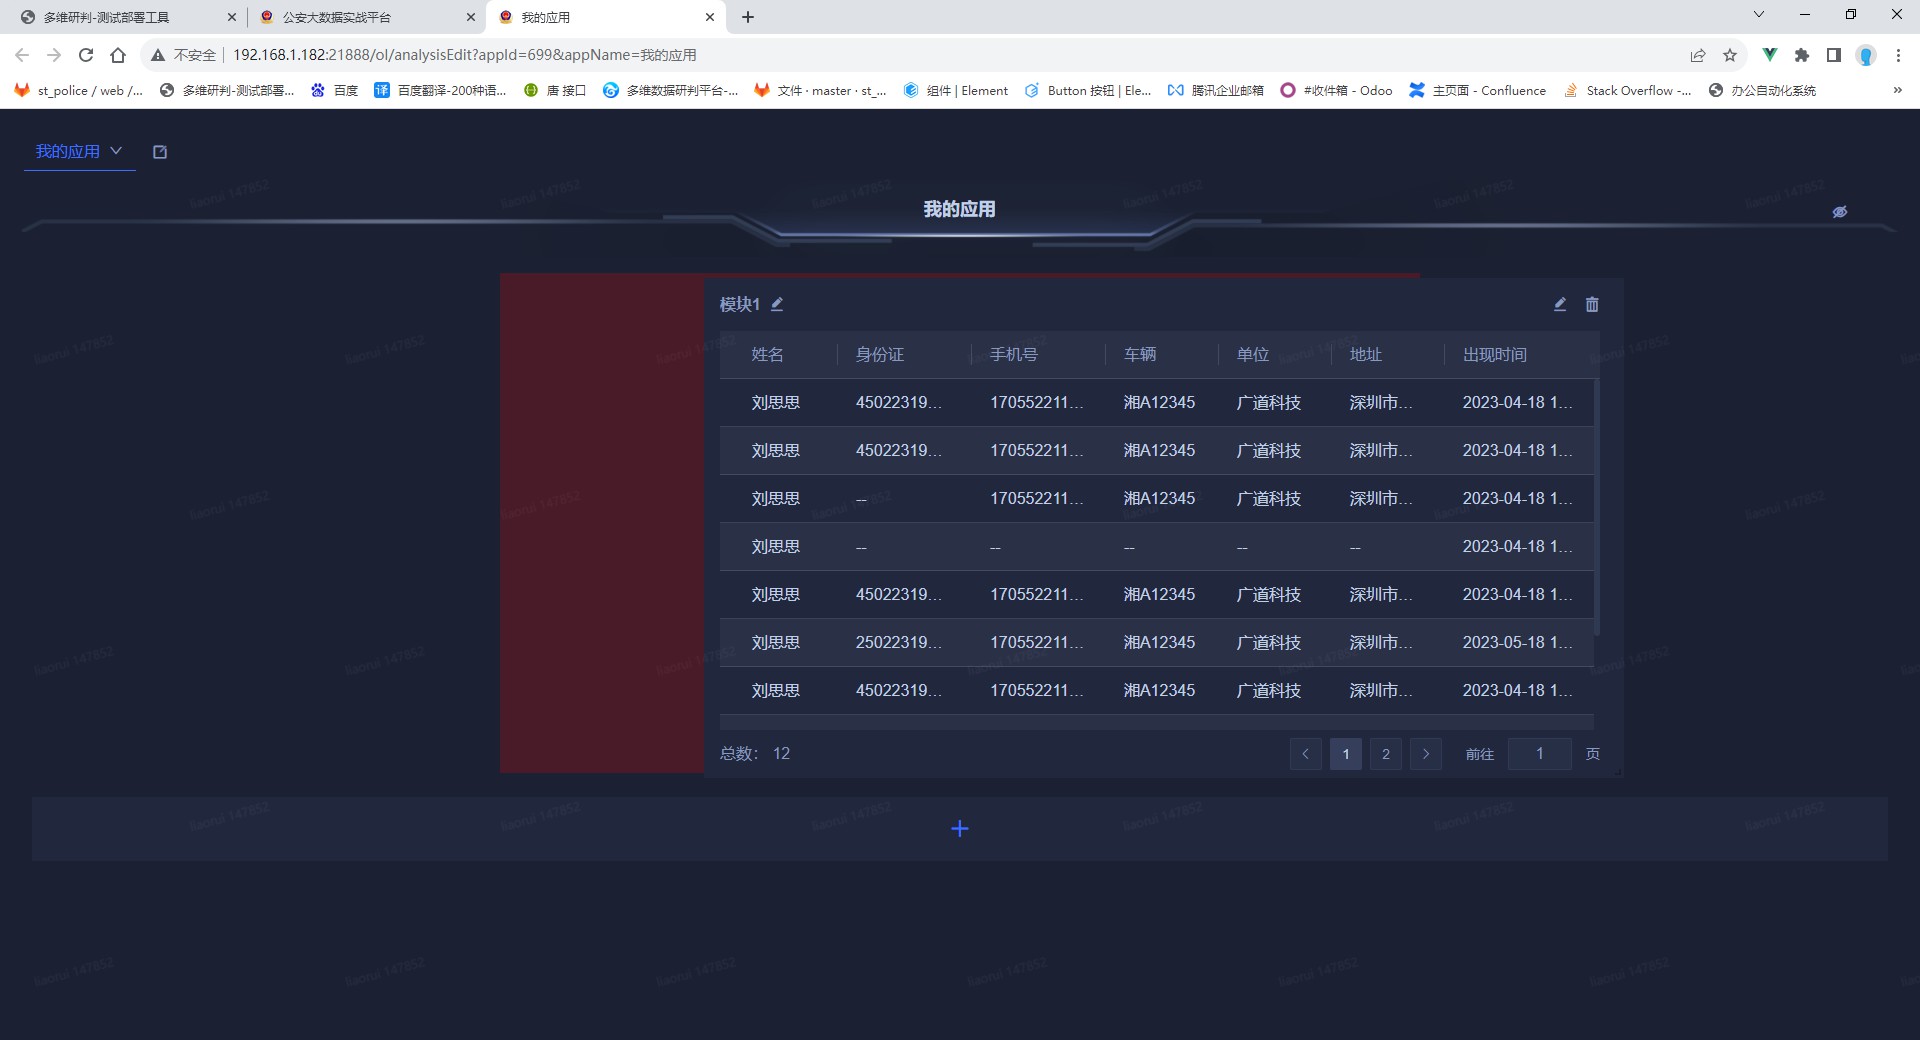 多维研判-测试部署工具
公安大数据实战平台
我的应用
不安全 192.168.1.182:21888/ol/analysisEdit?appId=699&appName=我的应用
st_police / web /... 多维研判-测试部署... 百度 百度翻译-200种语... 唐 接口 多维数据研判平台-... 文件 · master · st_... 组件 | Element Button 按钮 | Ele... 腾讯企业邮箱 #收件箱 - Odoo 主页面 - Confluence Stack Overflow -... 办公自动化系统 »
我的应用
我的应用
模块1
姓名 身份证 手机号 车辆 单位 地址 出现时间
刘思思 45022319... 170552211... 湘A12345 广道科技 深圳市... 2023-04-18 1...
刘思思 45022319... 170552211... 湘A12345 广道科技 深圳市... 2023-04-18 1...
刘思思 -- 170552211... 湘A12345 广道科技 深圳市... 2023-04-18 1...
刘思思 -- -- -- -- -- 2023-04-18 1...
刘思思 45022319... 170552211... 湘A12345 广道科技 深圳市... 2023-04-18 1...
刘思思 25022319... 170552211... 湘A12345 广道科技 深圳市... 2023-05-18 1...
刘思思 45022319... 170552211... 湘A12345 广道科技 深圳市... 2023-04-18 1...
总数: 12 1 2 前往 1 页
liaorui 147852